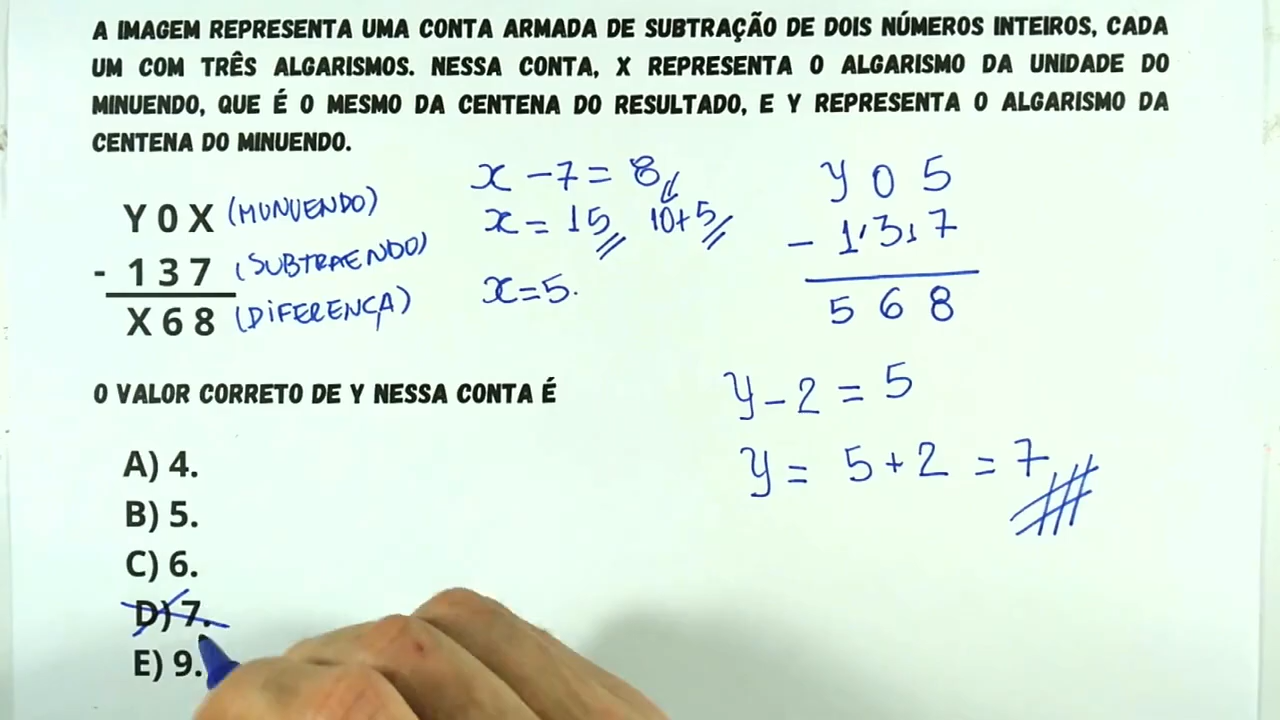 A IMAGEM REPRESENTA UMA CONTA ARMADA DE SUBTRAÇÃO DE DOIS NÚMEROS INTEIROS, CADA
UM COM TRÊS ALGARISMOS. NESSA CONTA, X REPRESENTA O ALGARISMO DA UNIDADE DO
MINUENDO, QUE É O MESMO DA CENTENA DO RESULTADO, E Y REPRESENTA O ALGARISMO DA
CENTENA DO MINUENDO.
Y 0 X (MUNUENDO)
- 1 3 7 (SUBTRAENDO)
X 6 8 (DIFERENÇA)
x - 7 = 8
x = 15 10+5
x=5.
y 0 5
- 1 3 7
5 6 8
O VALOR CORRETO DE Y NESSA CONTA É
y - 2 = 5
y = 5 + 2 = 7
A) 4.
B) 5.
C) 6.
D) 7.
E) 9.